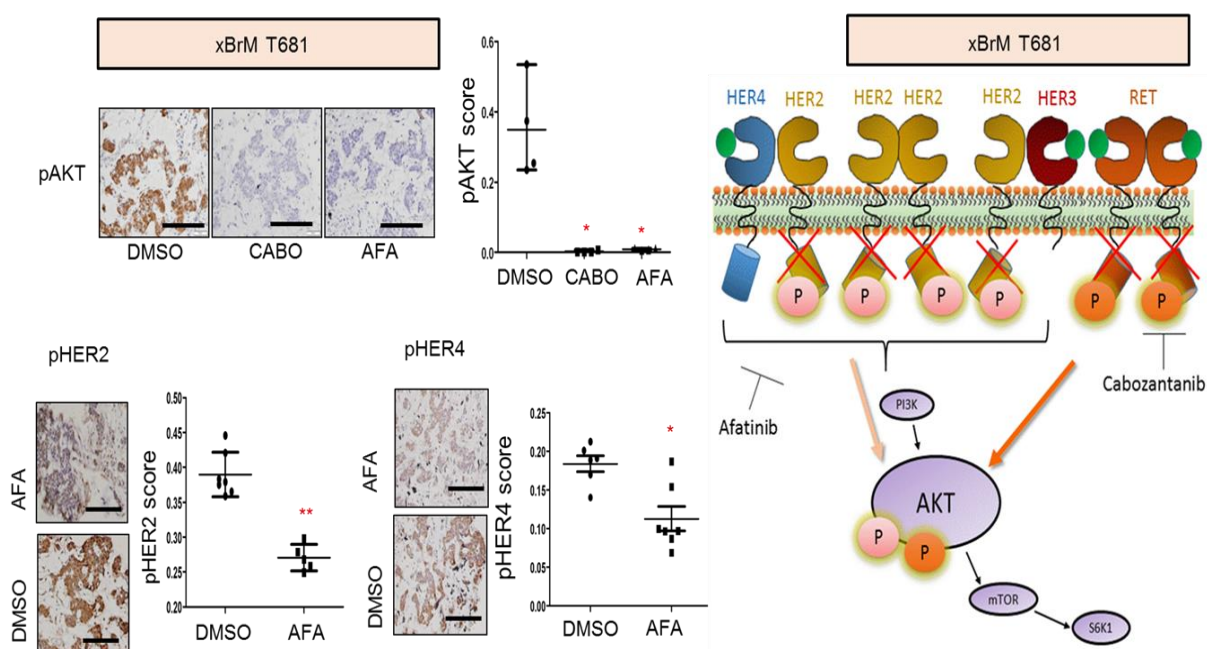 xBrM T681
pAKT
DMSO
CABO
AFA
pAKT score
0.6
0.4
0.2
0.0
*
*
DMSO
CABO
AFA
pHER2
AFA
DMSO
pHER2 score
0.50
0.45
0.40
0.35
0.30
0.25
0.20
**
DMSO
AFA
pHER4
AFA
DMSO
pHER4 score
0.25
0.20
0.15
0.10
0.05
0.00
*
DMSO
AFA
xBrM T681
HER4
HER2
HER2
HER2
HER2
HER3
RET
P
P
P
P
P
P
Afatinib
Cabozantanib
PI3K
AKT
P
P
mTOR
S6K1